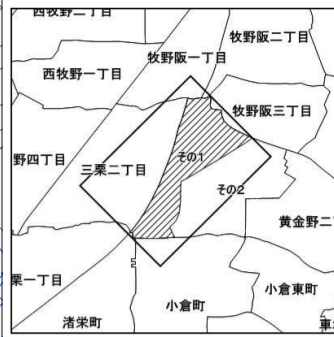 西牧野二丁目
牧野阪二丁目
牧野阪一丁目
西牧野一丁目
牧野阪三丁目
その1
野四丁目
三栗二丁目
その2
黄金野二丁
栗一丁目
小倉東町
小倉町
渚栄町